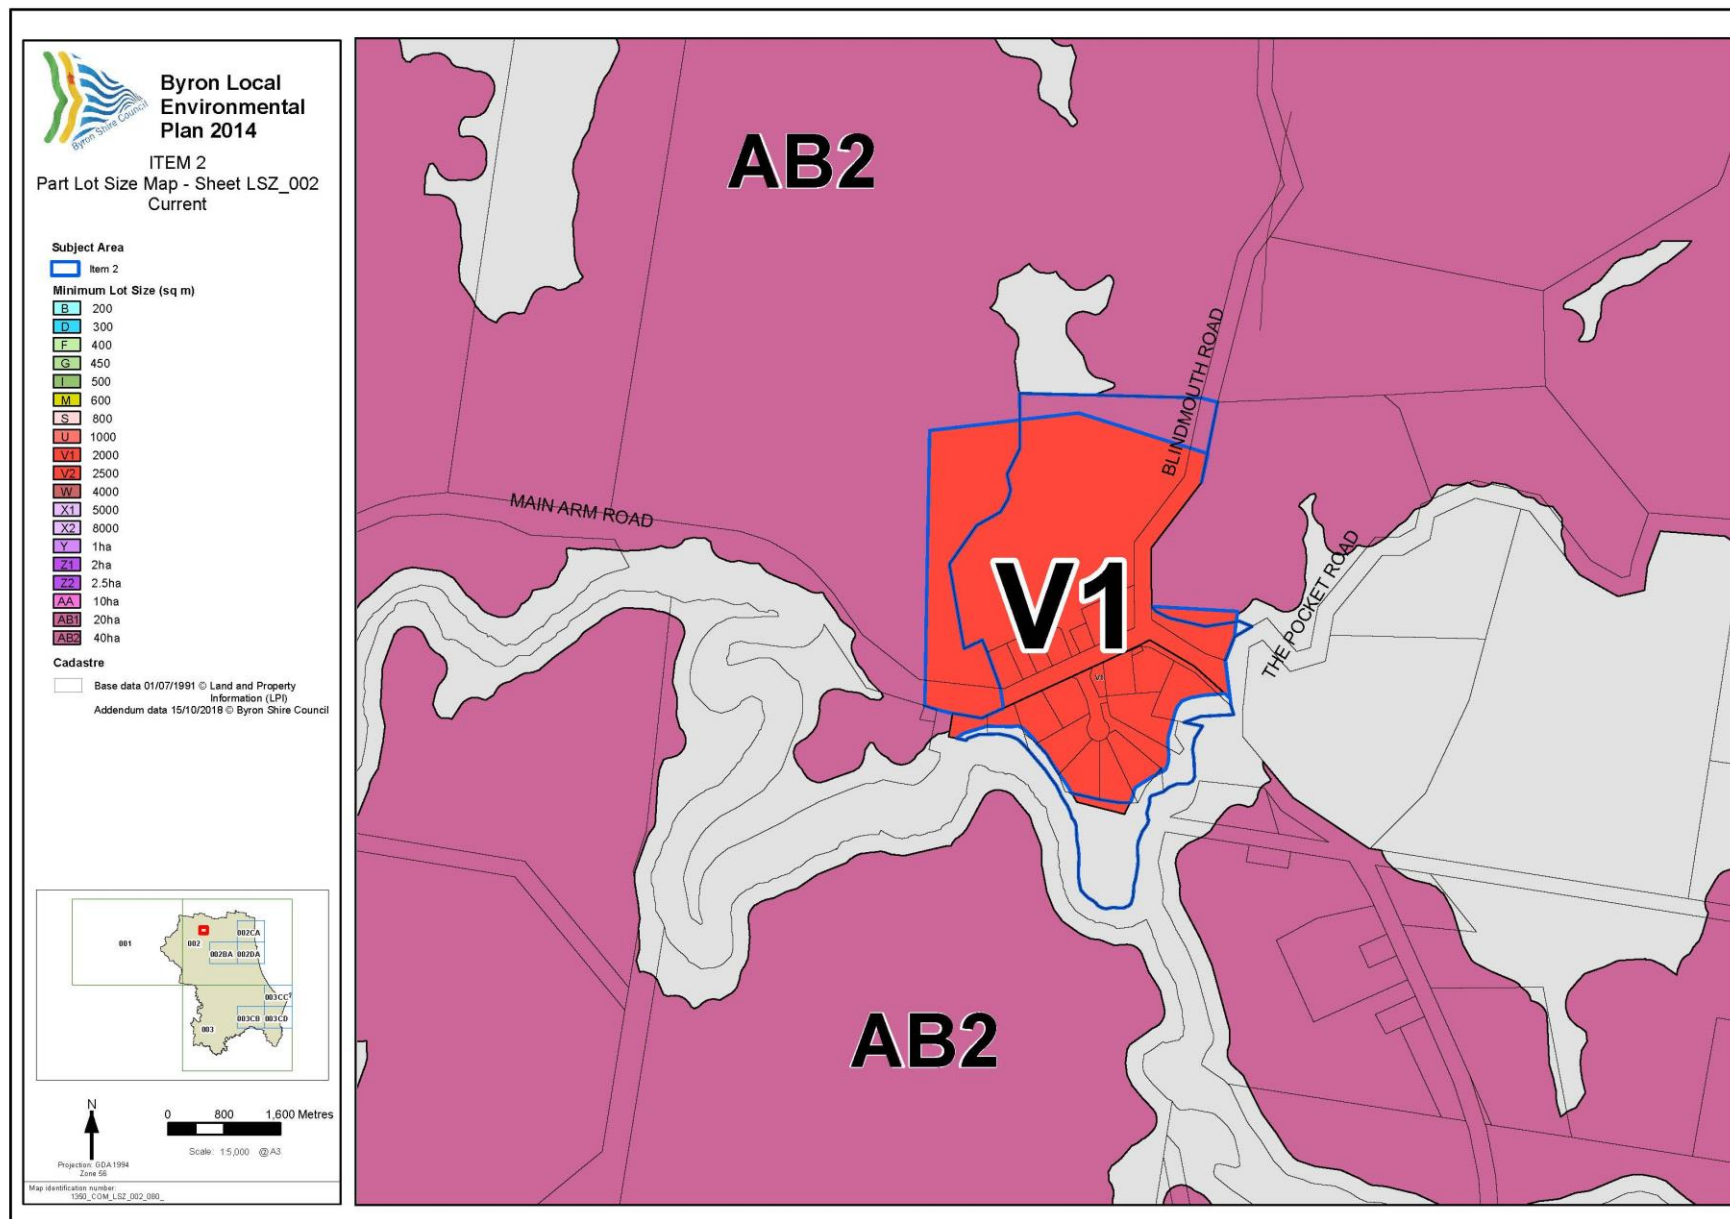 Byron Shire Council
Byron Local
Environmental
Plan 2014
ITEM 2
Part Lot Size Map - Sheet LSZ_002
Current
Subject Area
Item 2
Minimum Lot Size (sq m)
B 200
D 300
F 400
G 450
I 500
M 600
S 800
U 1000
V1 2000
V2 2500
W 4000
X1 5000
X2 8000
Y 1ha
Z1 2ha
Z2 2.5ha
AA 10ha
AB1 20ha
AB2 40ha
Cadastre
Base data 01/07/1991 © Land and Property
Information (LPI)
Addendum data 15/10/2018 © Byron Shire Council
001
002
002CA
002BA
002DA
003CC
003
003CB
003CD
N
0 800 1,600 Metres
Scale: 1:5,000 @A3
Projection: GDA 1994
Zone 56
Map identification number:
1350_COM_LSZ_002_080_
AB2
BLINDMOUTH ROAD
MAIN ARM ROAD
V1
THE POCKET ROAD
AB2